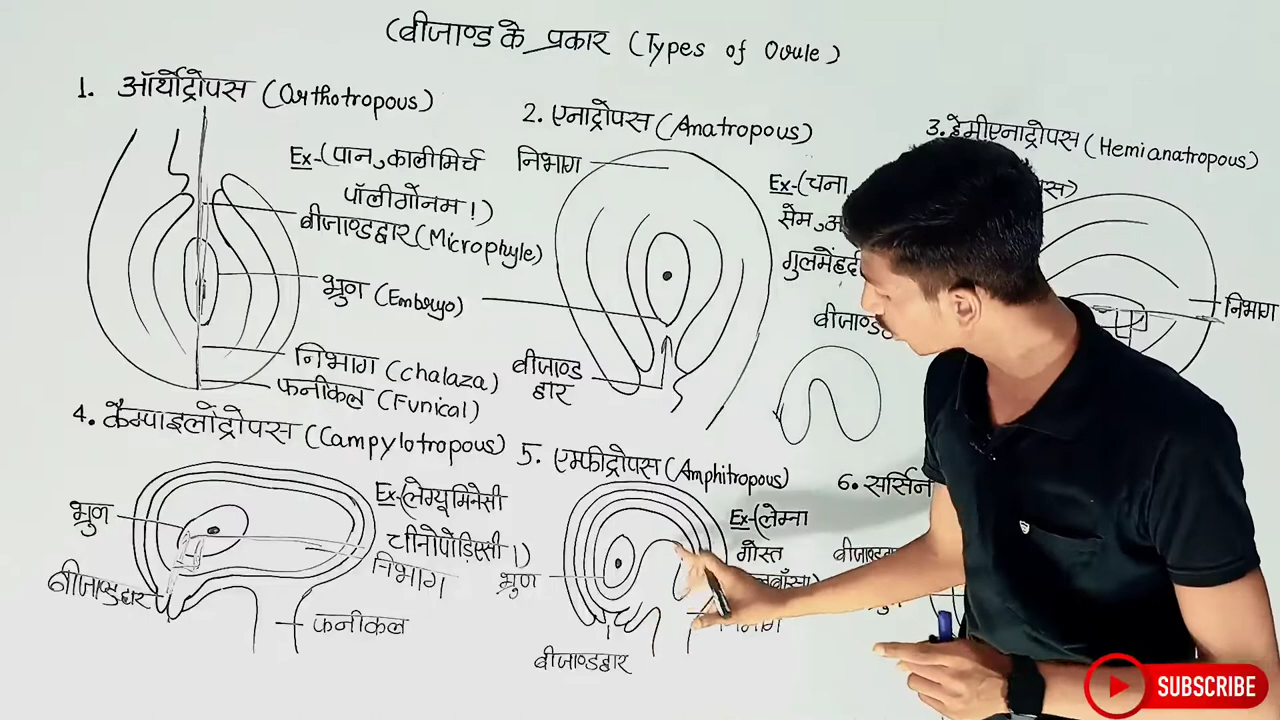 बीजाण्ड के प्रकार (Types of Ovule)
1. ऑर्थोट्रोपस (Orthotropous)
Ex-(पान, कालीमिर्च
पॉलीगोनम!)
बीजाण्डद्वार (Microphyle)
भ्रुण (Embryo)
निभाग (Chalaza)
फनीकल (Funical)
2. एनाट्रोपस (Anatropous)
निभाग
Ex-(चना
सेम, अ
गुलमेंहदी
बीजाण्ड
द्वार
3. हेमीएनाट्रोपस (Hemianatropous)
निभाग
4. कैम्पाइलोट्रोपस (Campylotropous)
Ex-(लेग्यूमिनेसी
चीनोपोडिएसी।)
भ्रुण
बीजाण्डद्वार
निभाग
फनीकल
5. एम्फीट्रोपस (Amphitropous)
Ex-(लेम्ना
भ्रुण
बीजाण्डद्वार
6. सर्सिन
SUBSCRIBE